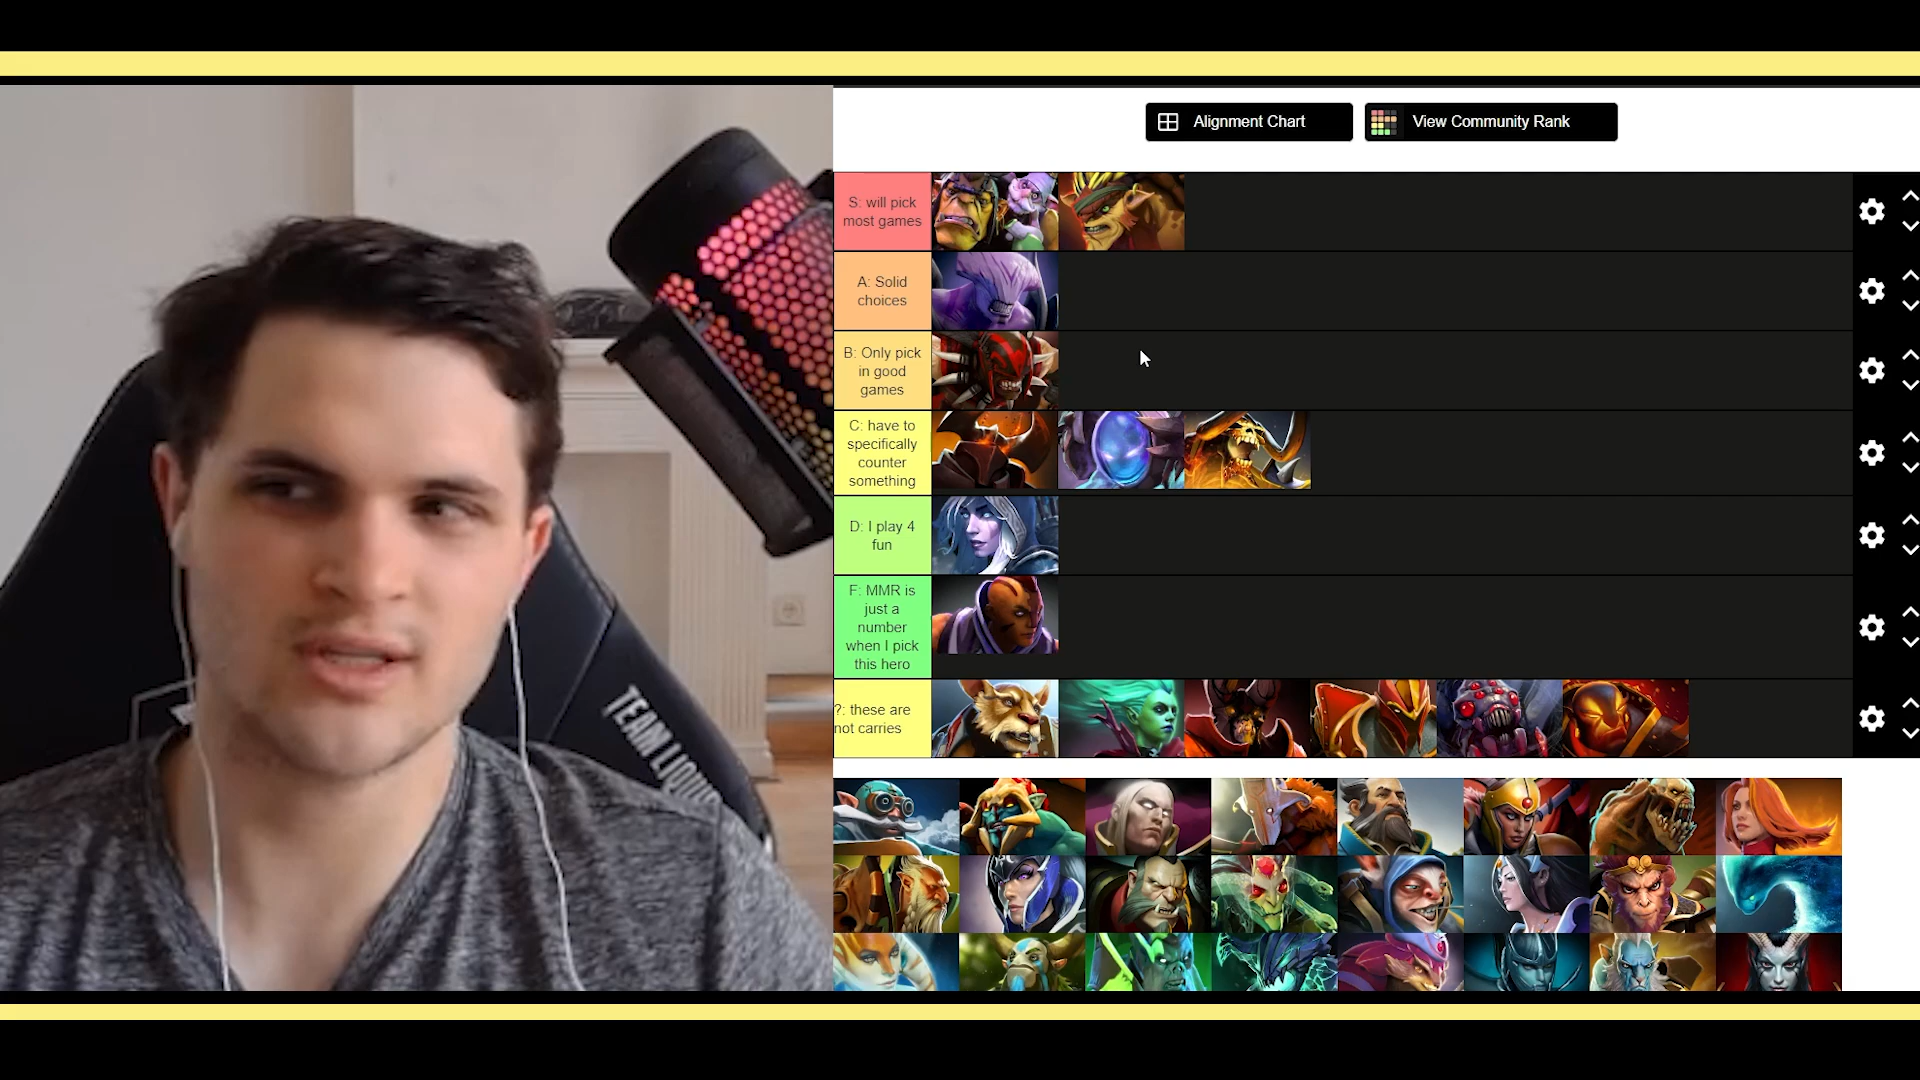 Alignment Chart
View Community Rank
S: will pick
most games
A: Solid
choices
B: Only pick
in good
games
C: have to
specifically
counter
something
D: I play 4
fun
F: MMR is
just a
number
when I pick
this hero
?: these are
not carries
TEAM LIQUID